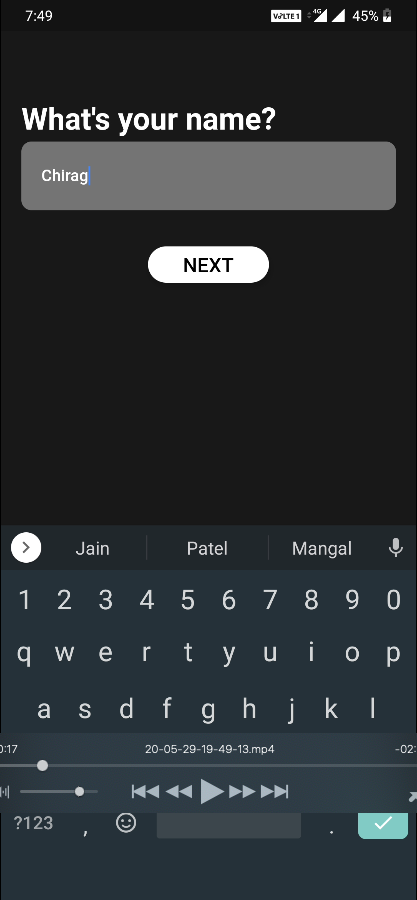 7:49 VoLTE 1 4G 45%
What's your name?
Chirag
NEXT
Jain Patel Mangal
1 2 3 4 5 6 7 8 9 0
q w e r t y u i o p
a s d f g h j k l
0:17 20-05-29-19-49-13.mp4 -02:
?123 , .